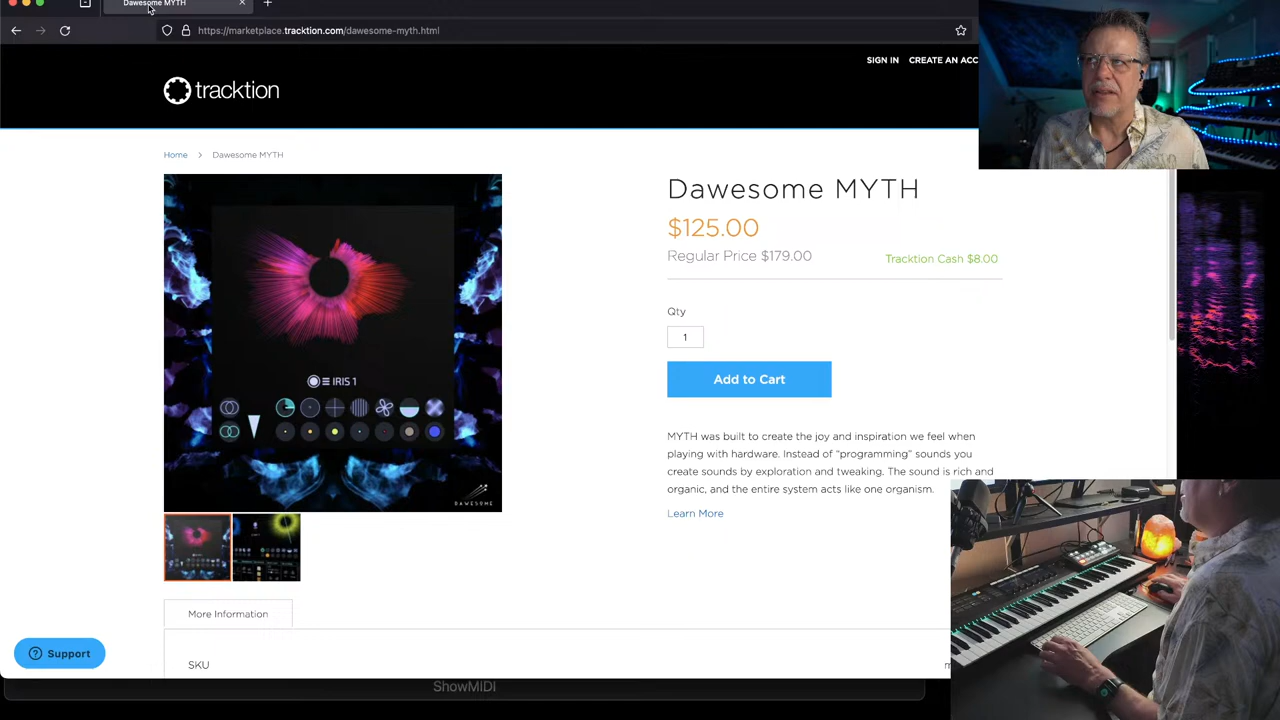 Dawesome MYTH
https://marketplace.tracktion.com/dawesome-myth.html
SIGN IN CREATE AN ACC
tracktion
Home > Dawesome MYTH
Dawesome MYTH
$125.00
Regular Price $179.00
Tracktion Cash $8.00
Qty
1
Add to Cart
IRIS 1
MYTH was built to create the joy and inspiration we feel when
playing with hardware. Instead of “programming” sounds you
create sounds by exploration and tweaking. The sound is rich and
organic, and the entire system acts like one organism.
Learn More
DAWESOME
More Information
Support
SKU
ShowMIDI